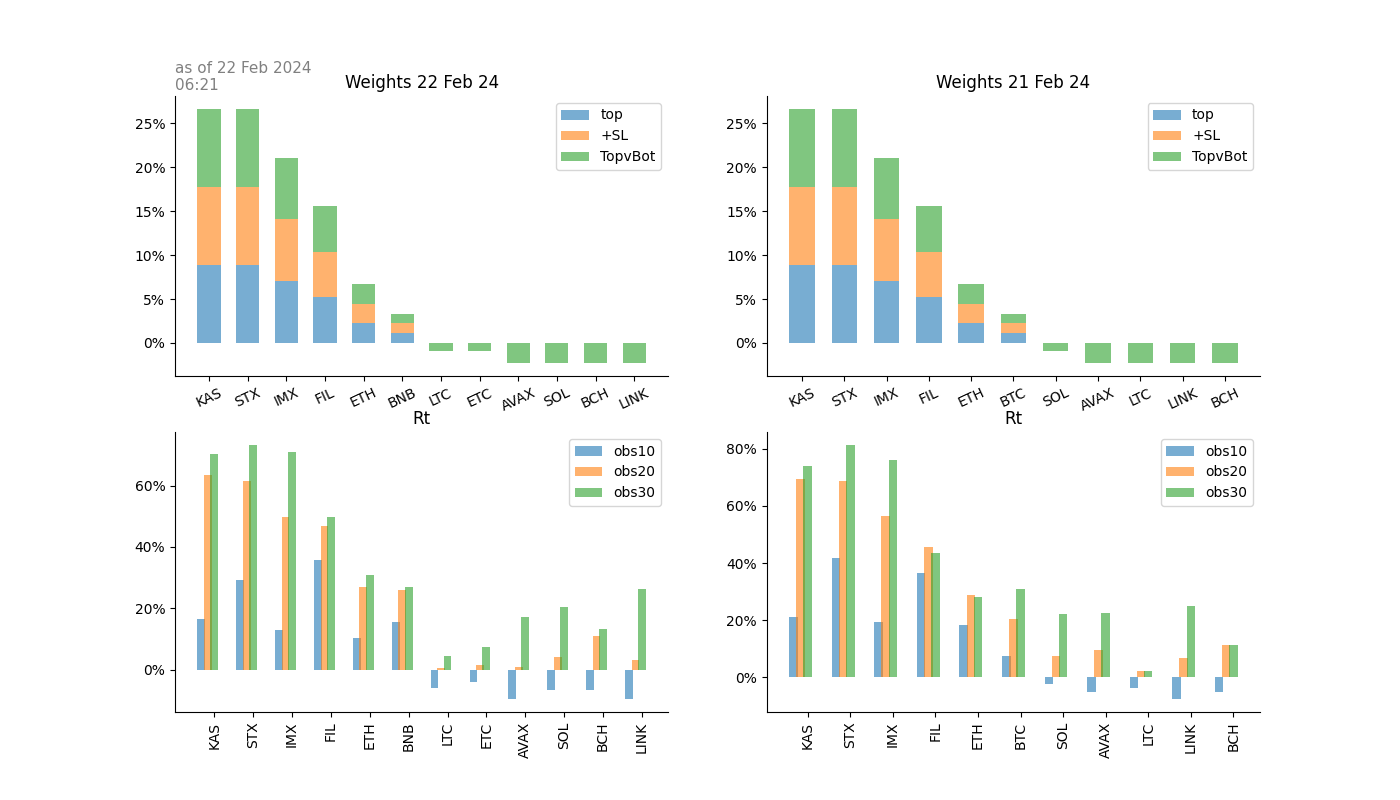 as of 22 Feb 2024
06:21
Weights 22 Feb 24
25%
20%
15%
10%
5%
0%
top
+SL
TopvBot
KAS STX IMX FIL ETH BNB LTC ETC AVAX SOL BCH LINK
Weights 21 Feb 24
25%
20%
15%
10%
5%
0%
top
+SL
TopvBot
KAS STX IMX FIL ETH BTC SOL AVAX LTC LINK BCH
Rt
60%
40%
20%
0%
obs10
obs20
obs30
KAS STX IMX FIL ETH BNB LTC ETC AVAX SOL BCH LINK
Rt
80%
60%
40%
20%
0%
obs10
obs20
obs30
KAS STX IMX FIL ETH BTC SOL AVAX LTC LINK BCH